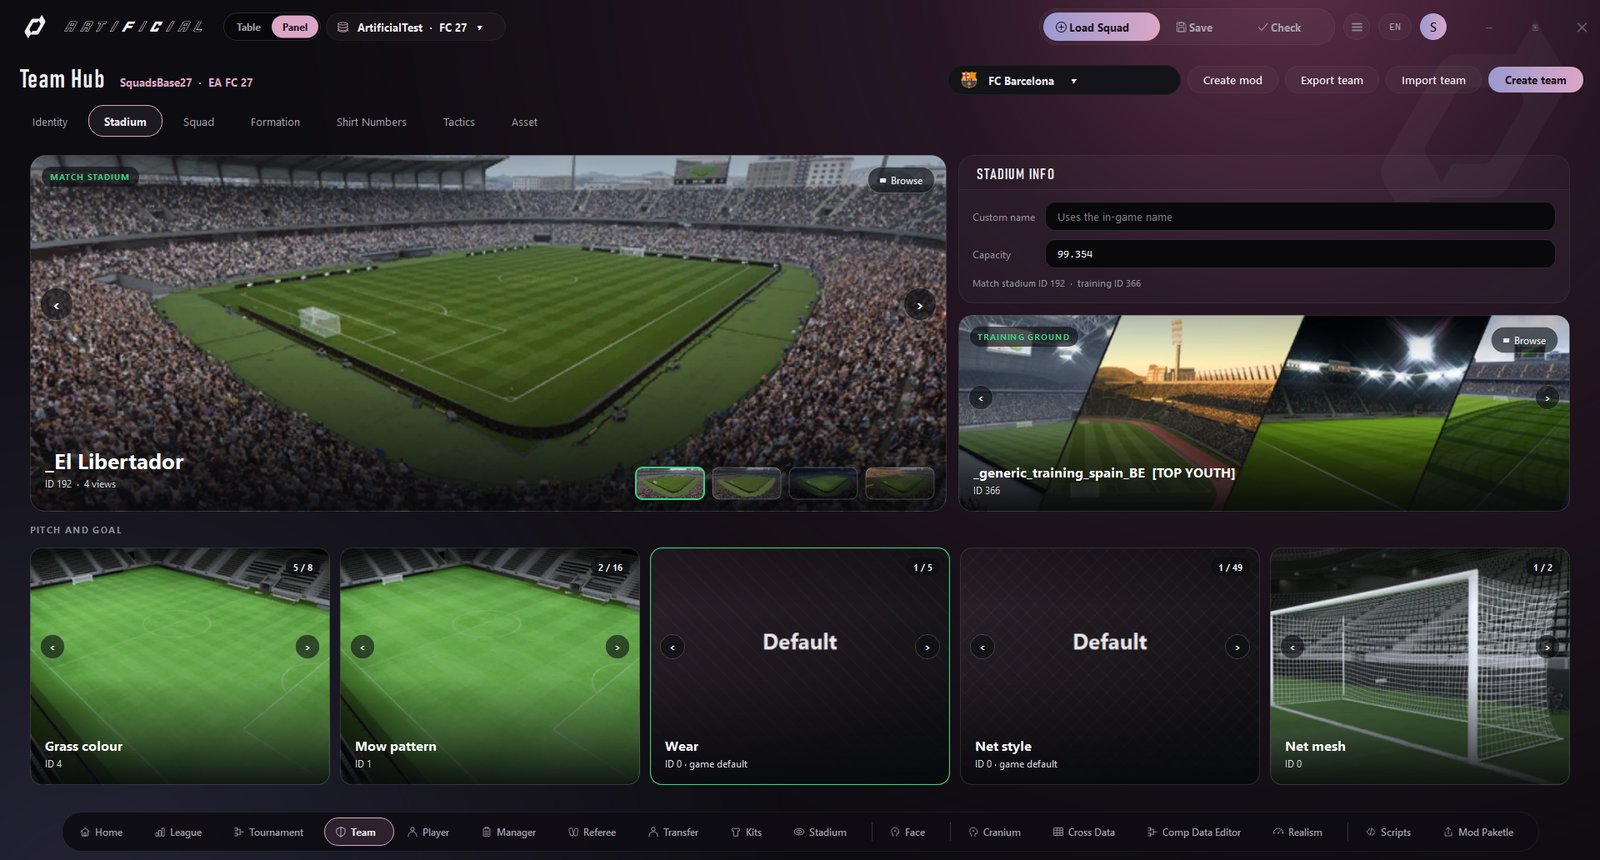 ARTIFICIAL
Table
Panel
ArtificialTest · FC 27
Load Squad
Save
Check
EN
S
Team Hub
SquadsBase27 · EA FC 27
FC Barcelona
Create mod
Export team
Import team
Create team
Identity
Stadium
Squad
Formation
Shirt Numbers
Tactics
Asset
MATCH STADIUM
Browse
_El Libertador
ID 192 · 4 views
STADIUM INFO
Custom name
Uses the in-game name
Capacity
99.354
Match stadium ID 192 · training ID 366
TRAINING GROUND
Browse
_generic_training_spain_BE [TOP YOUTH]
ID 366
PITCH AND GOAL
5 / 8
Grass colour
ID 4
2 / 16
Mow pattern
ID 1
1 / 5
Default
Wear
ID 0 · game default
1 / 49
Default
Net style
ID 0 · game default
1 / 2
Net mesh
ID 0
Home
League
Tournament
Team
Player
Manager
Referee
Transfer
Kits
Stadium
Face
Cranium
Cross Data
Comp Data Editor
Realism
Scripts
Mod Paketle